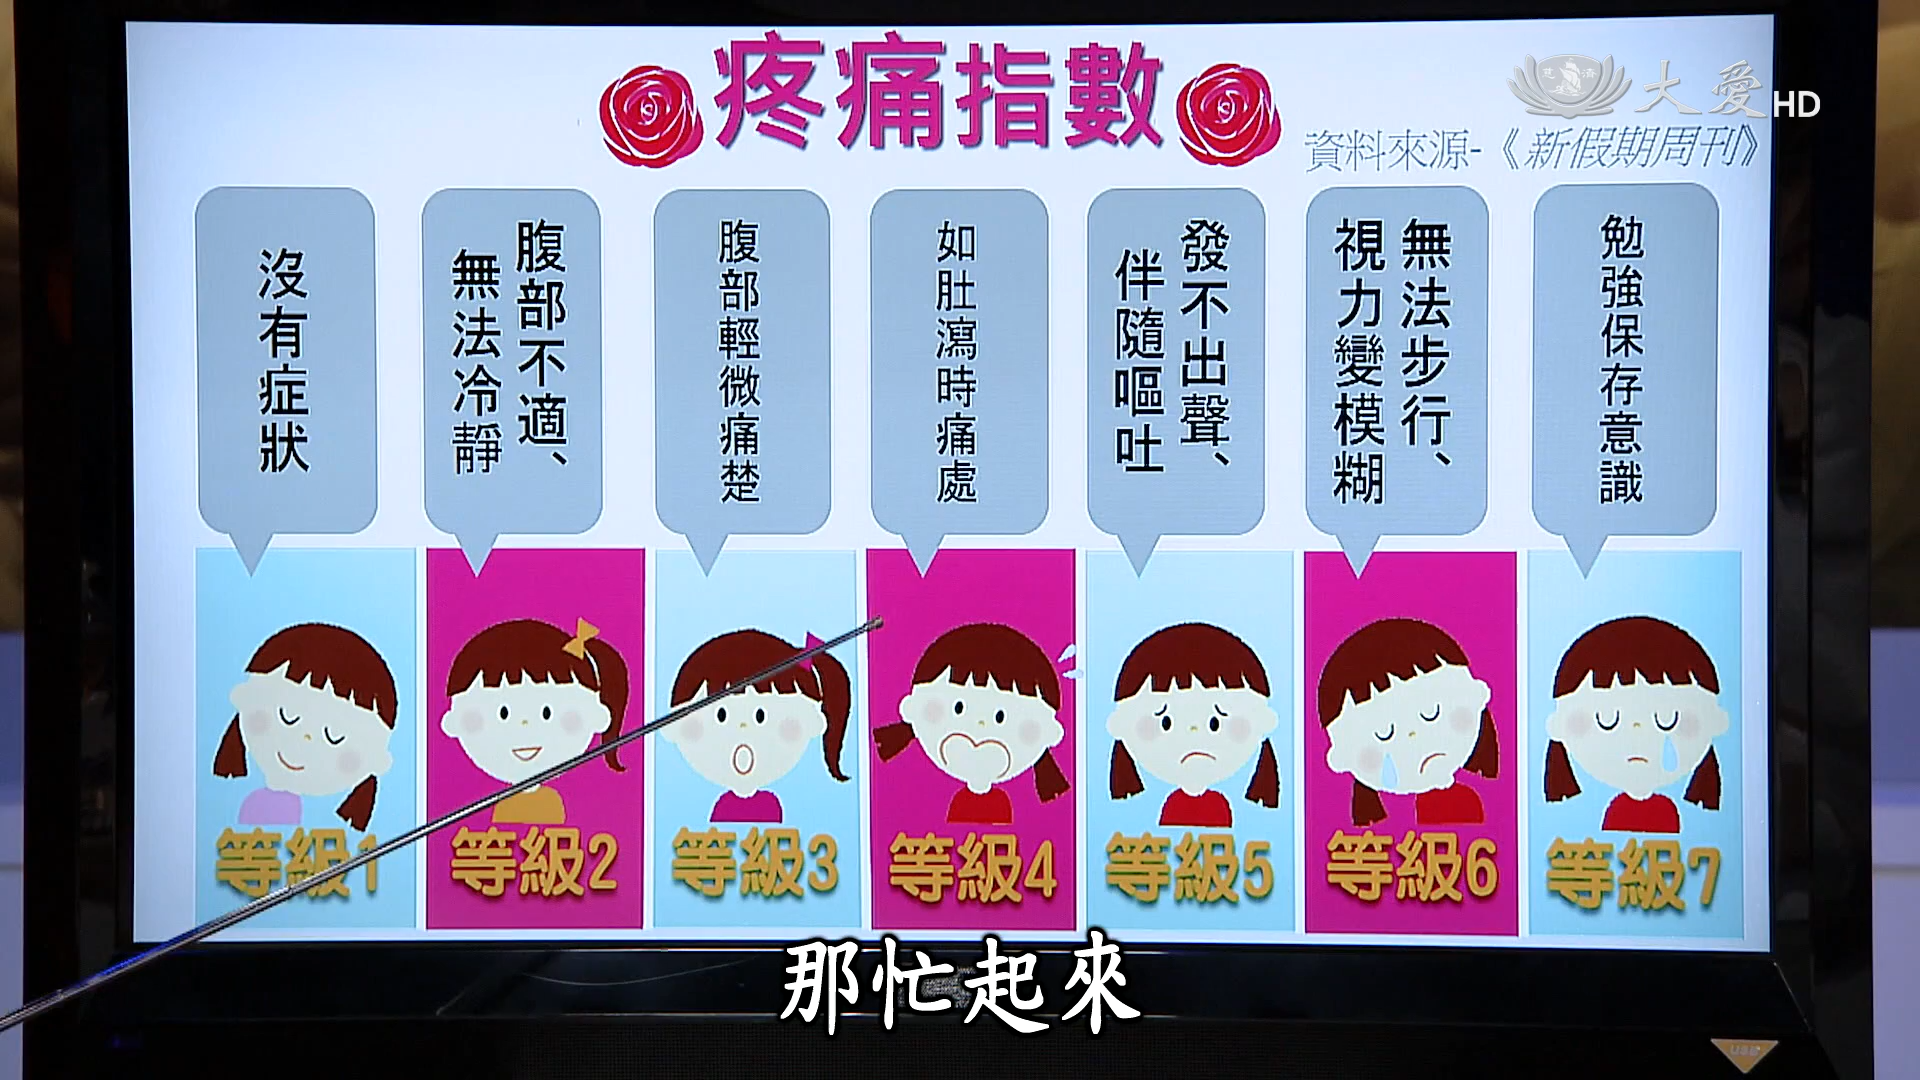 疼痛指數
大愛HD
慈濟
資料來源-《新假期周刊》
沒有症狀
腹部不適、
無法冷靜
腹部輕微痛楚
如肚瀉時痛處
發不出聲、
伴隨嘔吐
無法步行、
視力變模糊
勉強保存意識
等級1
等級2
等級3
等級4
等級5
等級6
等級7
那忙起來
USB